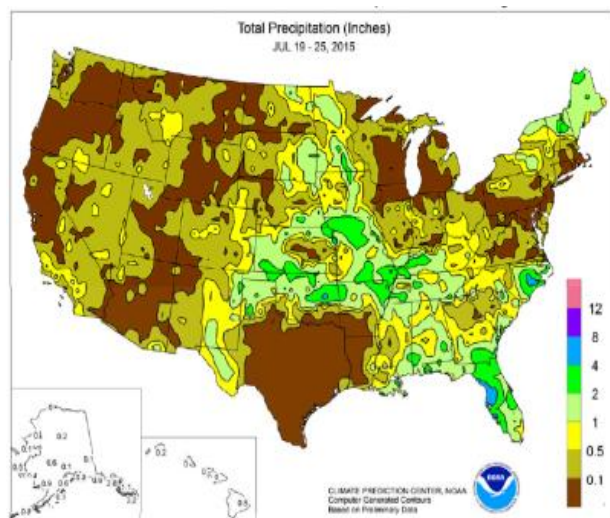 Total Precipitation (Inches)
JUL 19 - 25, 2015
12
8
4
2
1
0.5
0.1
CLIMATE PREDICTION CENTER, NOAA
Computer Generated Contours
Based on Preliminary Data
NOAA